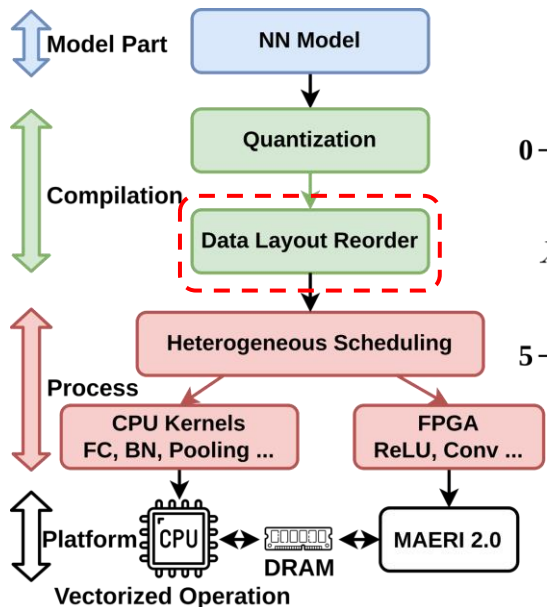 Model Part
NN Model
Quantization
0
Compilation
Data Layout Reorder
Heterogeneous Scheduling
5
Process
CPU Kernels
FC, BN, Pooling ...
FPGA
ReLU, Conv ...
Platform
CPU
DRAM
MAERI 2.0
Vectorized Operation